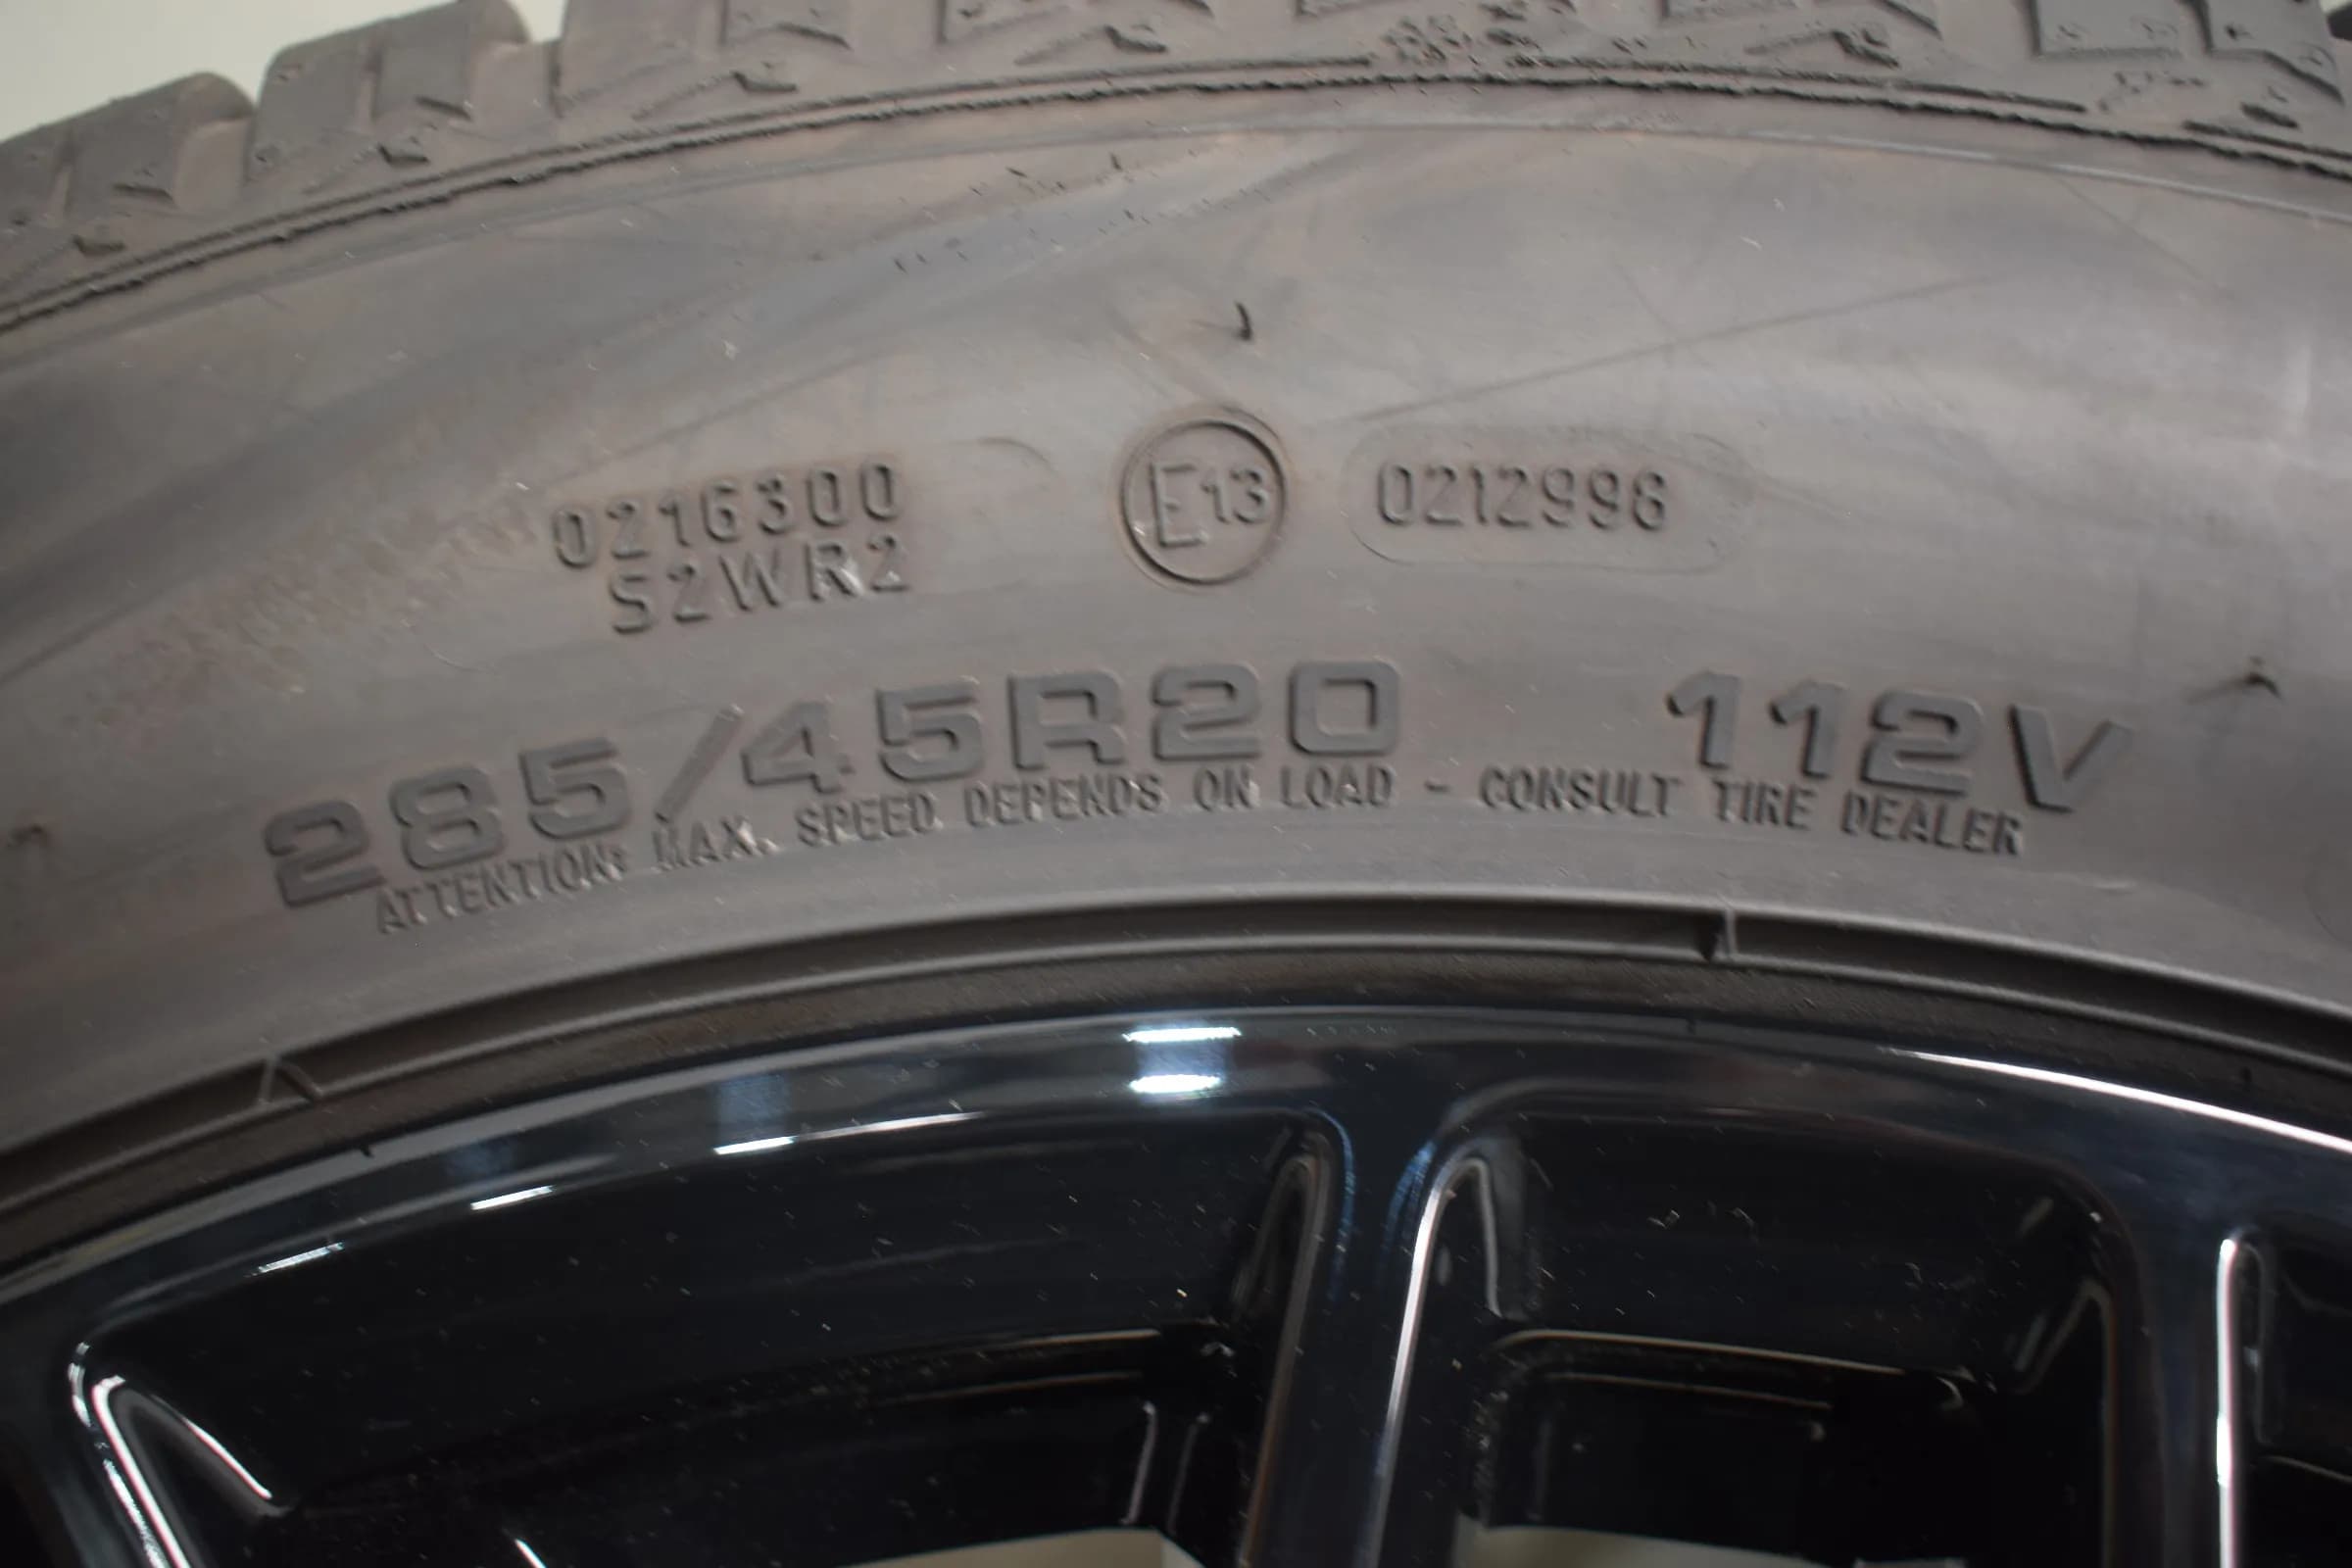 0216300
S2WR2
E13
0212996
285/45R20 112V
ATTENTION: MAX. SPEED DEPENDS ON LOAD - CONSULT TIRE DEALER